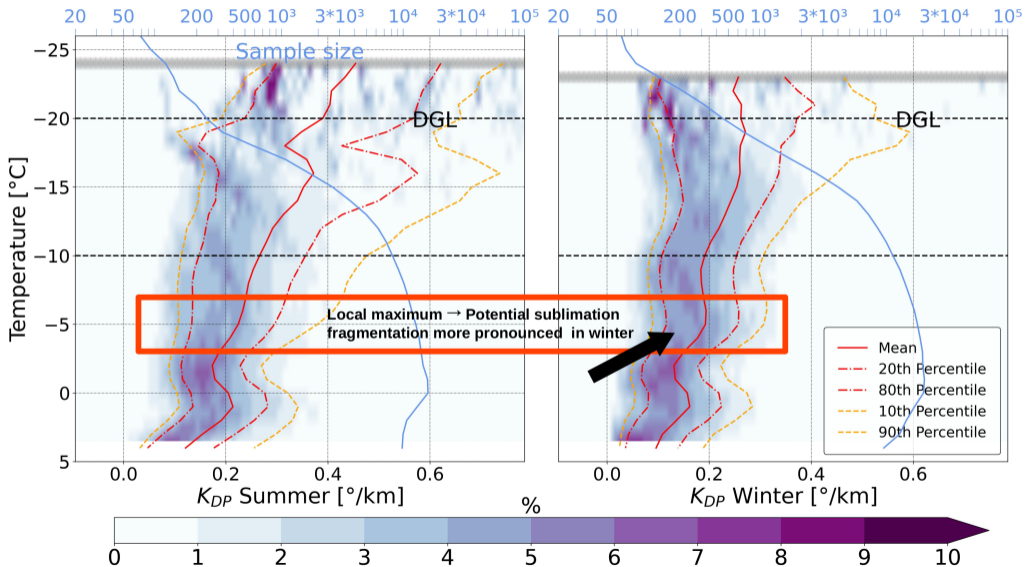 20 50 200 500 10³ 3*10³ 10⁴ 3*10⁴ 10⁵
20 50 200 500 10³ 3*10³ 10⁴ 3*10⁴ 10⁵
Sample size
−25
−20
−15
−10
−5
0
5
Temperature [°C]
DGL
DGL
Local maximum → Potential sublimation
fragmentation more pronounced in winter
Mean
20th Percentile
80th Percentile
10th Percentile
90th Percentile
0.0 0.2 0.4 0.6
0.0 0.2 0.4 0.6
K_DP Summer [°/km]
K_DP Winter [°/km]
%
0 1 2 3 4 5 6 7 8 9 10